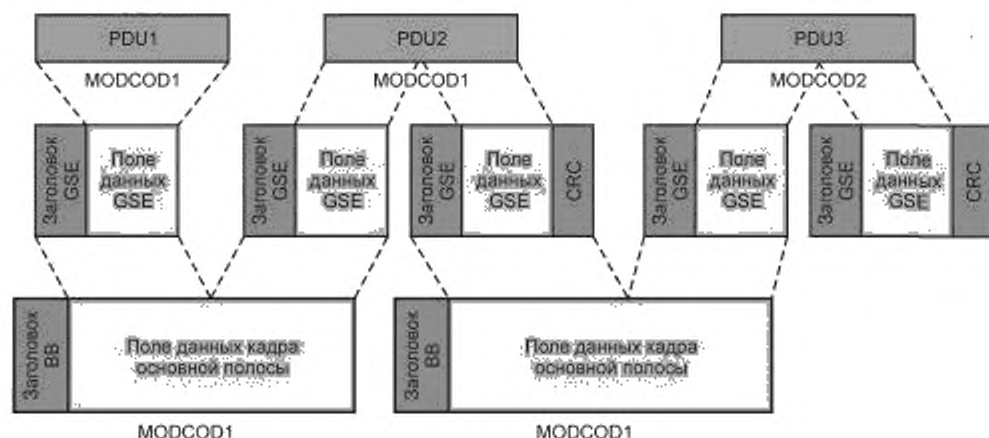 PDU1
PDU2
PDU3
MODCOD1
MODCOD1
MODCOD2
Заголовок
GSE
Поле
данных
GSE
Заголовок
GSE
Поле
данных
GSE
Заголовок
GSE
Поле
данных
GSE
CRC
Заголовок
GSE
Поле
данных
GSE
Заголовок
GSE
Поле
данных
GSE
CRC
Заголовок
BB
Поле данных кадра
основной полосы
Заголовок
BB
Поле данных кадра
основной полосы
MODCOD1
MODCOD1